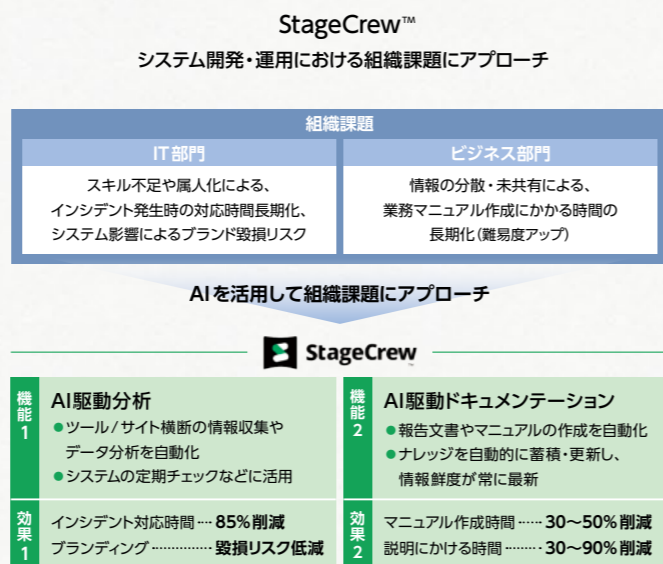 StageCrew™
システム開発・運用における組織課題にアプローチ
組織課題
IT部門
スキル不足や属人化による、
インシデント発生時の対応時間長期化、
システム影響によるブランド毀損リスク
ビジネス部門
情報の分散・未共有による、
業務マニュアル作成にかかる時間の
長期化（難易度アップ）
AIを活用して組織課題にアプローチ
StageCrew
機能1
AI駆動分析
●ツール/サイト横断の情報収集や
データ分析を自動化
●システムの定期チェックなどに活用
効果1
インシデント対応時間…85%削減
ブランディング……………毀損リスク低減
機能2
AI駆動ドキュメンテーション
●報告文書やマニュアルの作成を自動化
●ナレッジを自動的に蓄積・更新し、
情報鮮度が常に最新
効果2
マニュアル作成時間……30〜50%削減
説明にかける時間………30〜90%削減